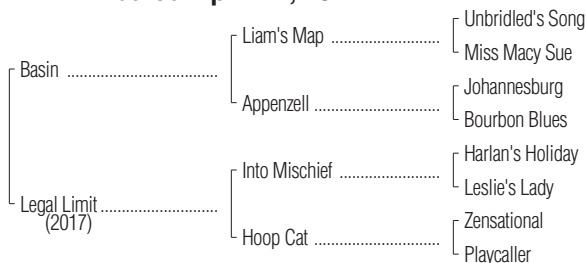 Unbridled's Song
Liam's Map
Miss Macy Sue
Basin
Johannesburg
Appenzell
Bourbon Blues
Harlan's Holiday
Into Mischief
Leslie's Lady
Legal Limit
(2017)
Zensational
Hoop Cat
Playcaller